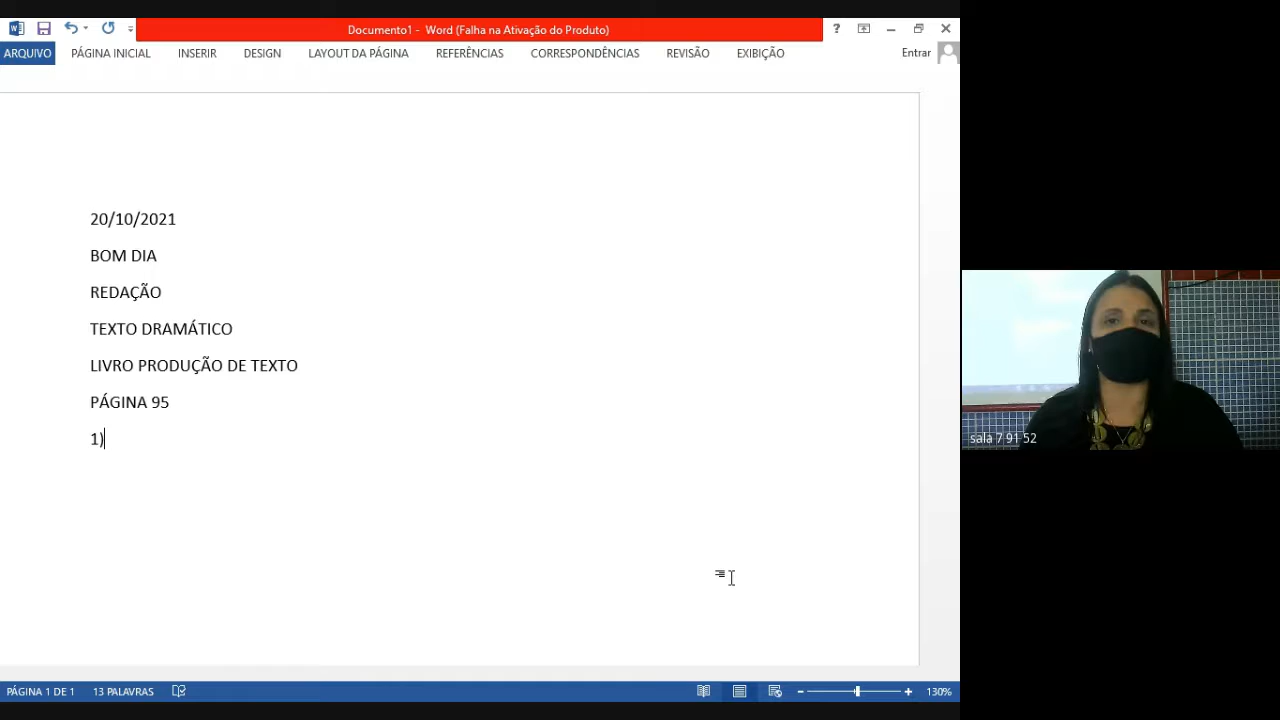 Documento1 - Word (Falha na Ativação do Produto)
ARQUIVO PÁGINA INICIAL INSERIR DESIGN LAYOUT DA PÁGINA REFERÊNCIAS CORRESPONDÊNCIAS REVISÃO EXIBIÇÃO Entrar
20/10/2021
BOM DIA
REDAÇÃO
TEXTO DRAMÁTICO
LIVRO PRODUÇÃO DE TEXTO
PÁGINA 95
1)
sala 7 91 52
PÁGINA 1 DE 1 13 PALAVRAS 130%